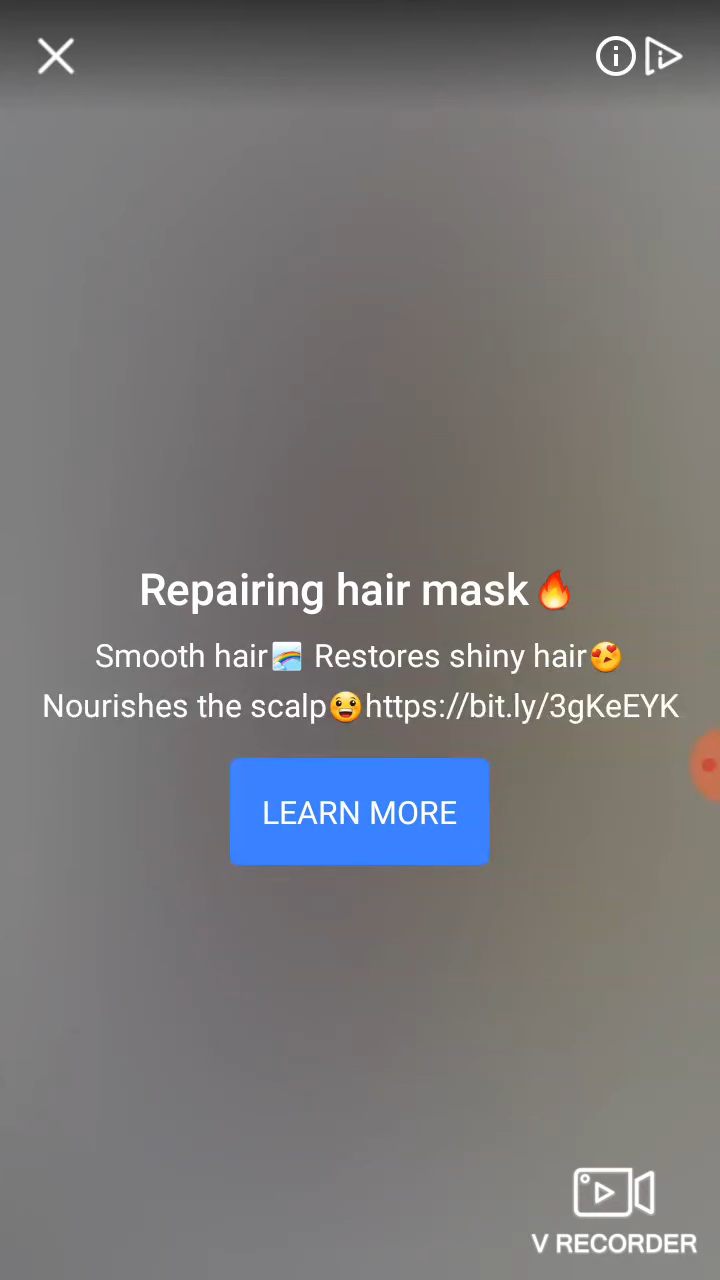 Repairing hair mask🔥
Smooth hair🌈 Restores shiny hair😍
Nourishes the scalp😀https://bit.ly/3gKeEYK
LEARN MORE
V RECORDER